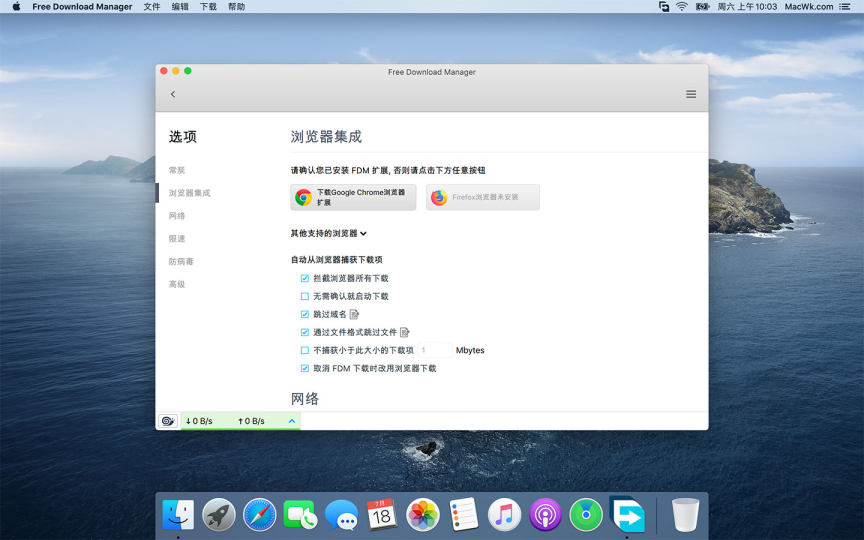 Free Download Manager 文件 编辑 下载 帮助 周六 上午10:03 MacWk.com
Free Download Manager
选项
浏览器集成
常规
请确认您已安装 FDM 扩展, 否则请点击下方任意按钮
浏览器集成
下载Google Chrome浏览器
扩展
Firefox浏览器未安装
网络
限速
其他支持的浏览器
防病毒
自动从浏览器捕获下载项
高级
拦截浏览器所有下载
无需确认就启动下载
跳过域名
通过文件格式跳过文件
不捕获小于此大小的下载项 1 Mbytes
取消 FDM 下载时改用浏览器下载
网络
↓0 B/s ↑0 B/s
7月
18